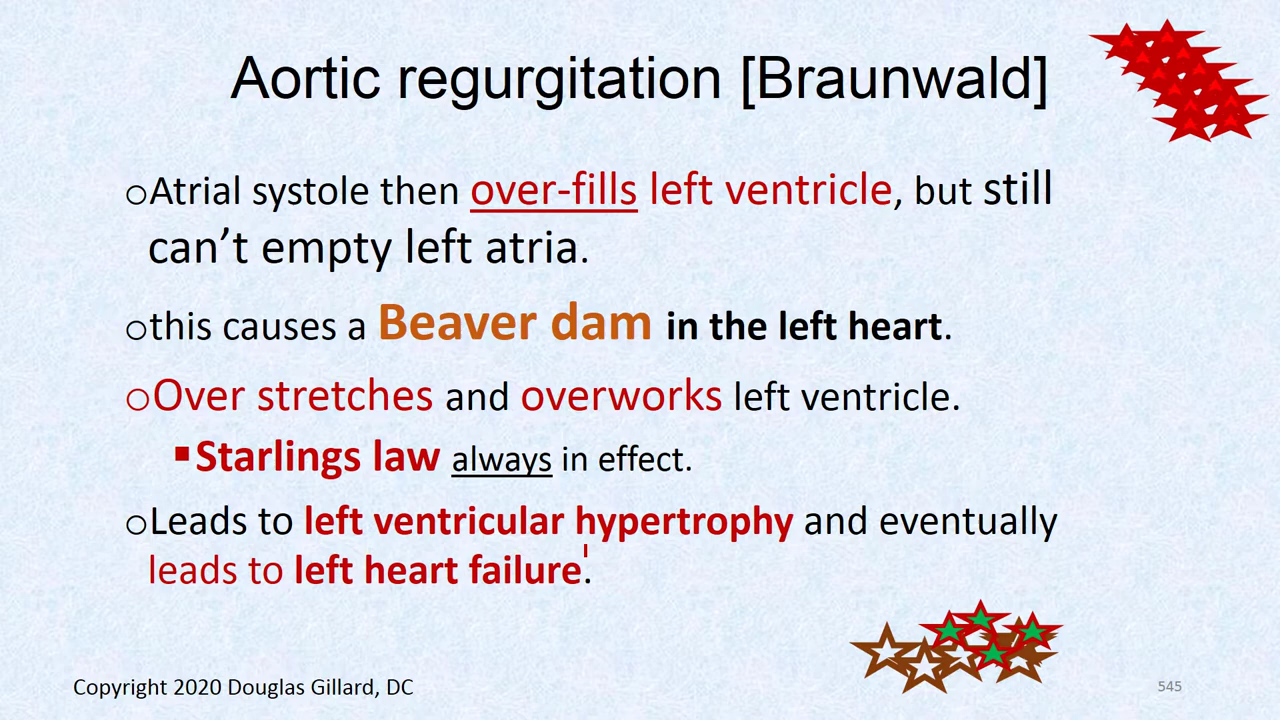 Aortic regurgitation [Braunwald]
oAtrial systole then over-fills left ventricle, but still
can’t empty left atria.
othis causes a Beaver dam in the left heart.
oOver stretches and overworks left ventricle.
▪Starlings law always in effect.
oLeads to left ventricular hypertrophy and eventually
leads to left heart failure.
Copyright 2020 Douglas Gillard, DC
545